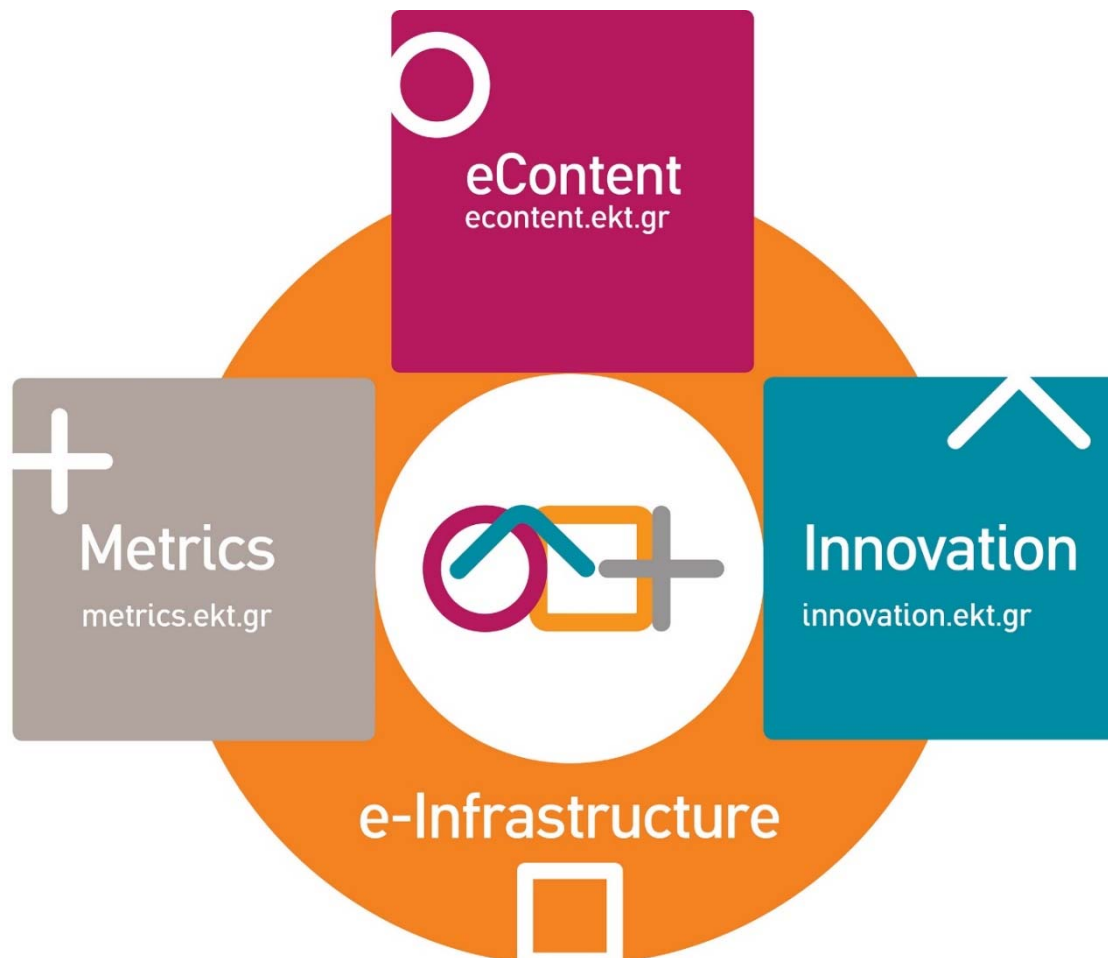 eContent
econtent.ekt.gr
Metrics
metrics.ekt.gr
Innovation
innovation.ekt.gr
e-Infrastructure